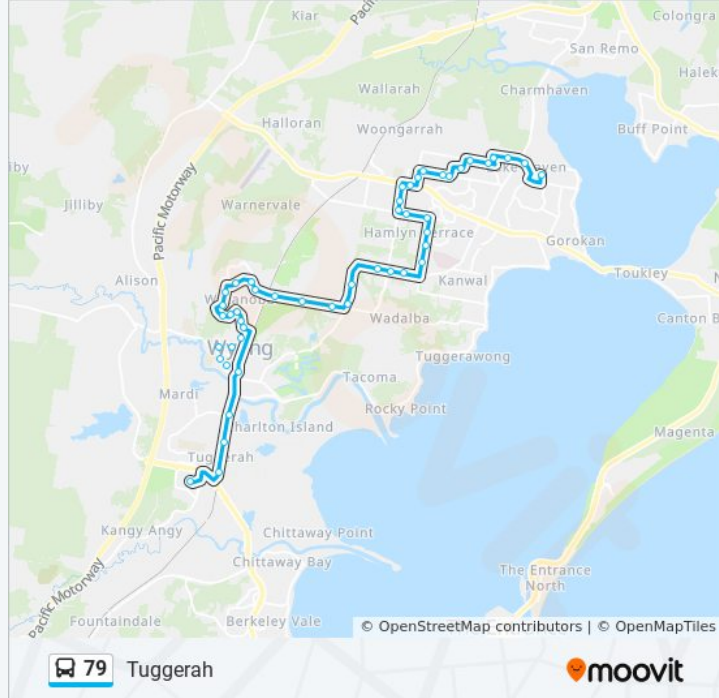 Kiar
Pacific
Colongra
San Remo
Halek
Wallarah
Charmhaven
Halloran
Woongarrah
Buff Point
iby
Pacific Motorway
Warnervale
Jilliby
Hamlyn Terrace
Gorokan
Alison
Kanwal
Toukley
Canton B
Wadalba
Wyong
Tuggerawong
Tacoma
Mardi
Rocky Point
Magenta
Tuggerah
Kangy Angy
Chittaway Point
Chittaway Bay
The Entrance
North
Pacific Motorway
Fountaindale
Berkeley Vale
© OpenStreetMap contributors | © OpenMapTiles
79 Tuggerah
moovit